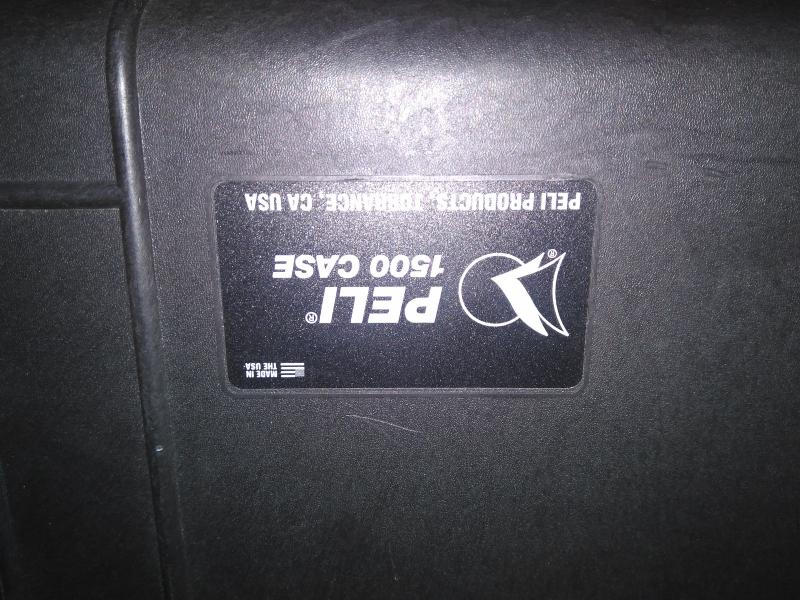 MADE IN
THE USA
PELI®
1500 CASE
®
PELI PRODUCTS, TORRANCE, CA USA